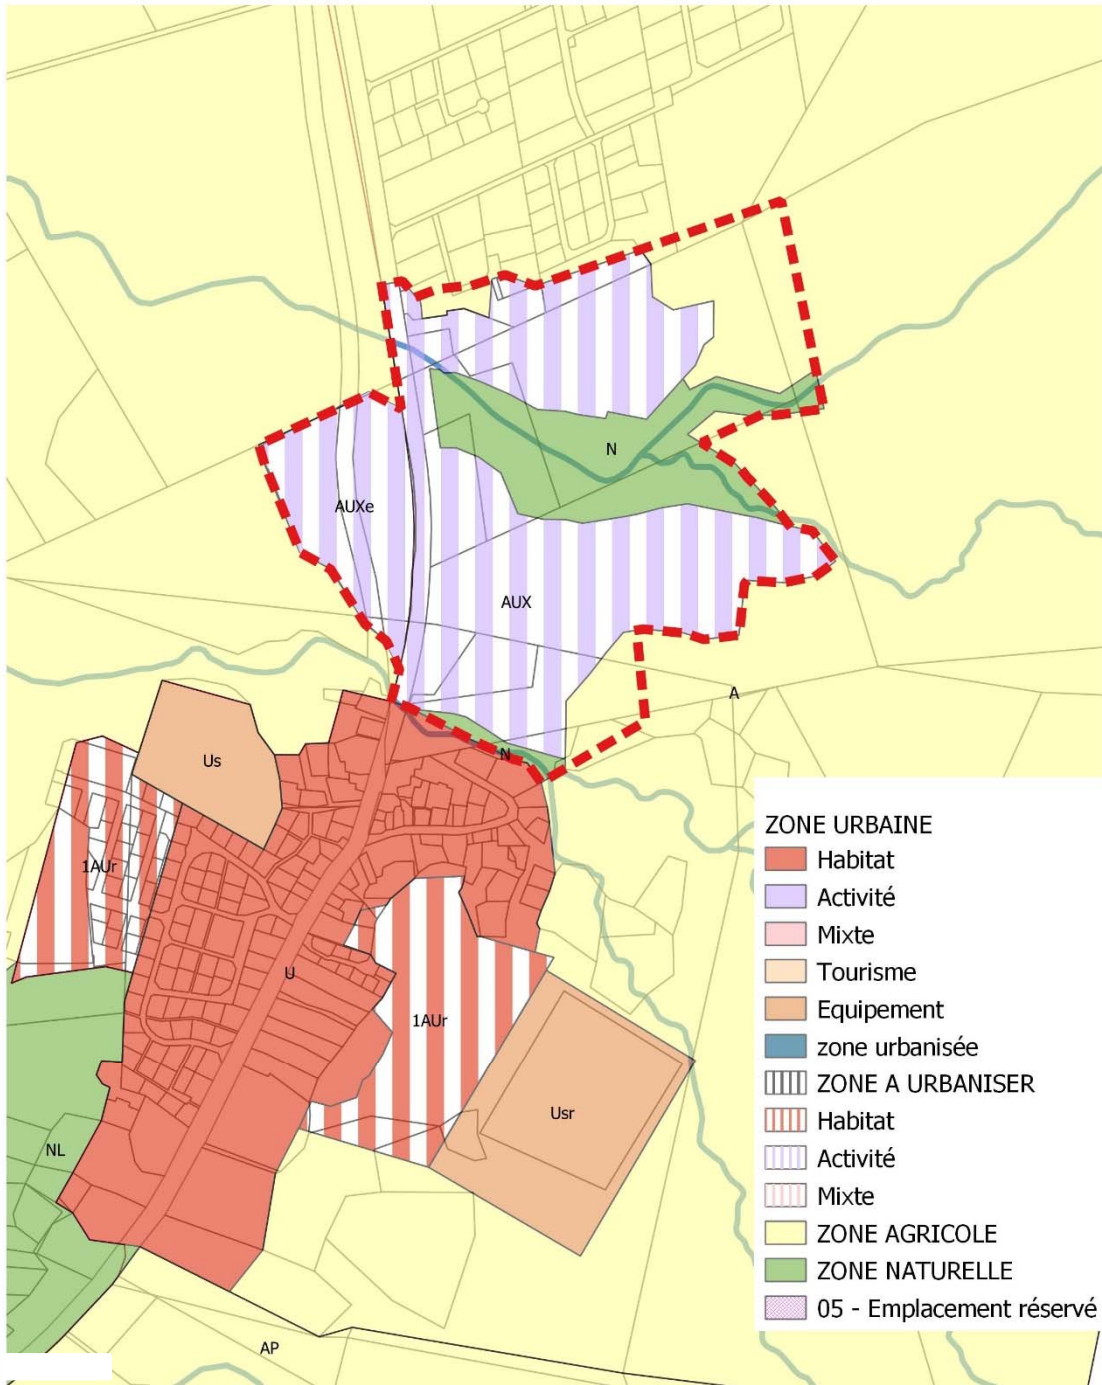 N
AUXe
AUX
A
N
Us
1AUr
U
1AUr
Usr
NL
AP
ZONE URBAINE
Habitat
Activité
Mixte
Tourisme
Equipement
zone urbanisée
ZONE A URBANISER
Habitat
Activité
Mixte
ZONE AGRICOLE
ZONE NATURELLE
05 - Emplacement réservé